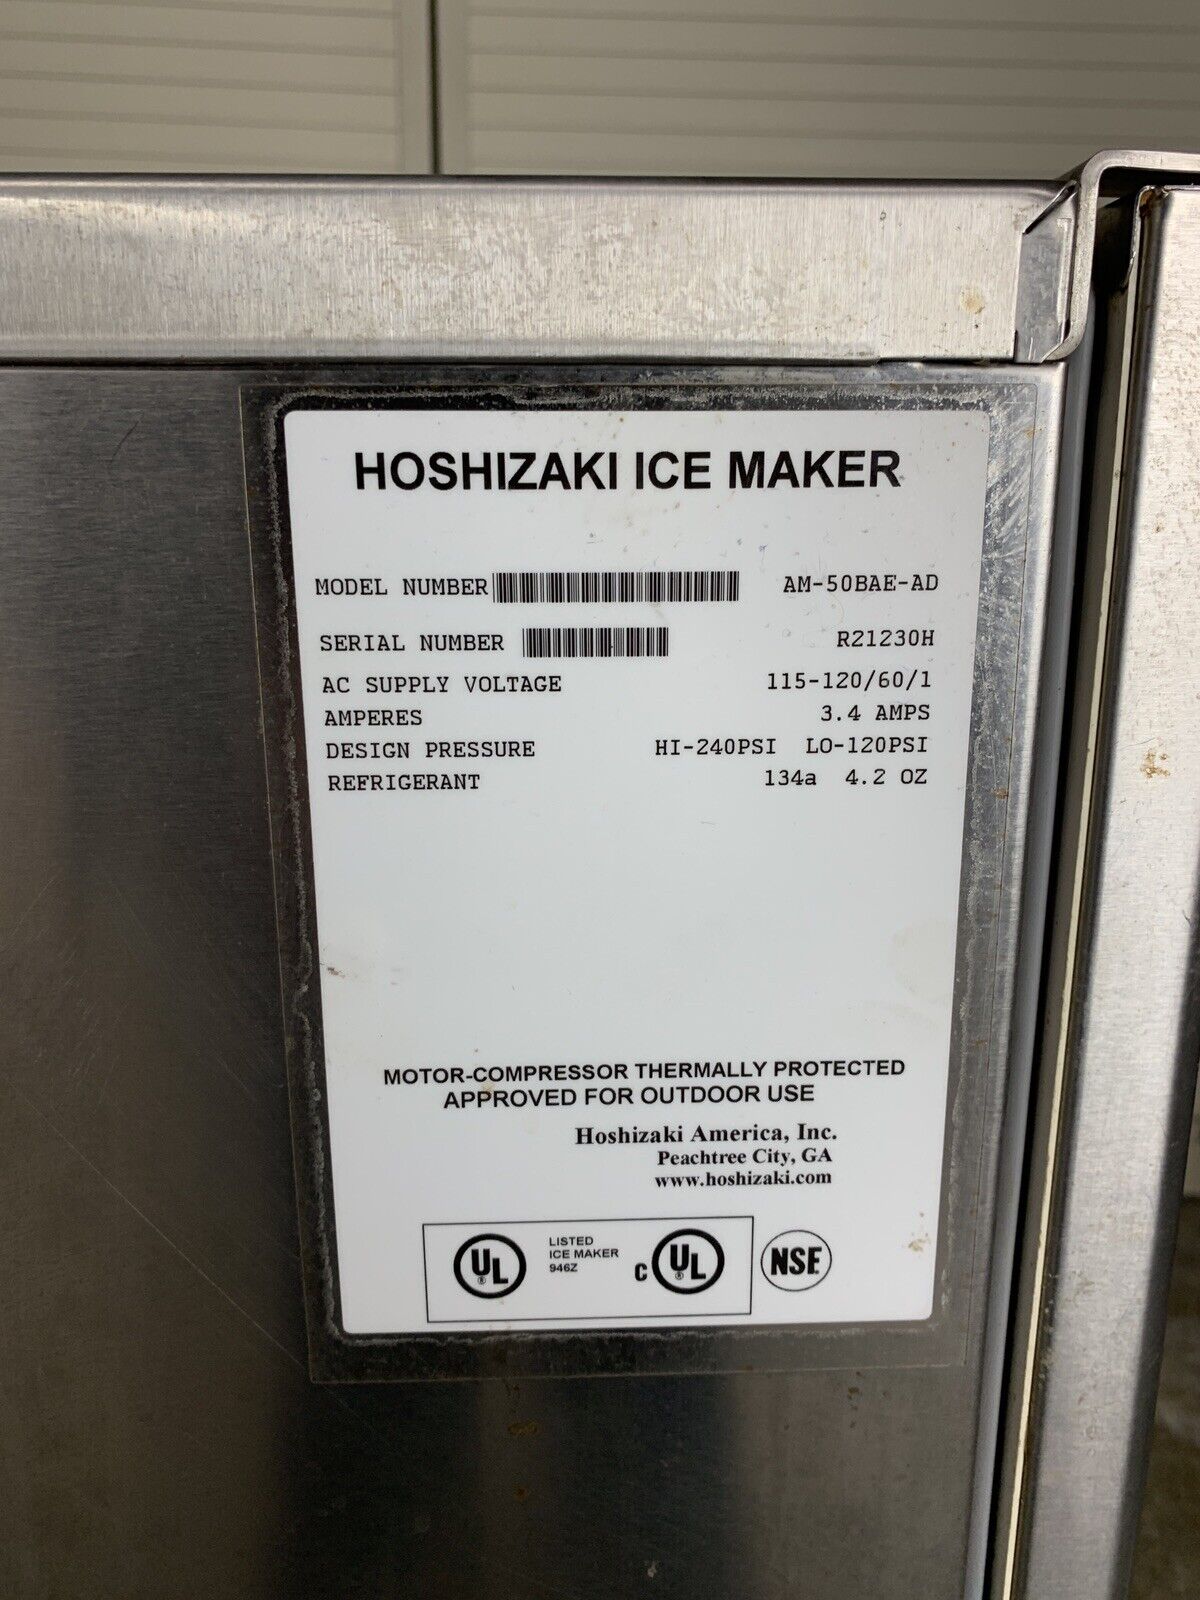 HOSHIZAKI ICE MAKER
MODEL NUMBER AM-50BAE-AD
SERIAL NUMBER R21230H
AC SUPPLY VOLTAGE 115-120/60/1
AMPERES 3.4 AMPS
DESIGN PRESSURE HI-240PSI LO-120PSI
REFRIGERANT 134a 4.2 OZ
MOTOR-COMPRESSOR THERMALLY PROTECTED
APPROVED FOR OUTDOOR USE
Hoshizaki America, Inc.
Peachtree City, GA
www.hoshizaki.com
UL ®
LISTED
ICE MAKER
946Z
C UL ®
NSF